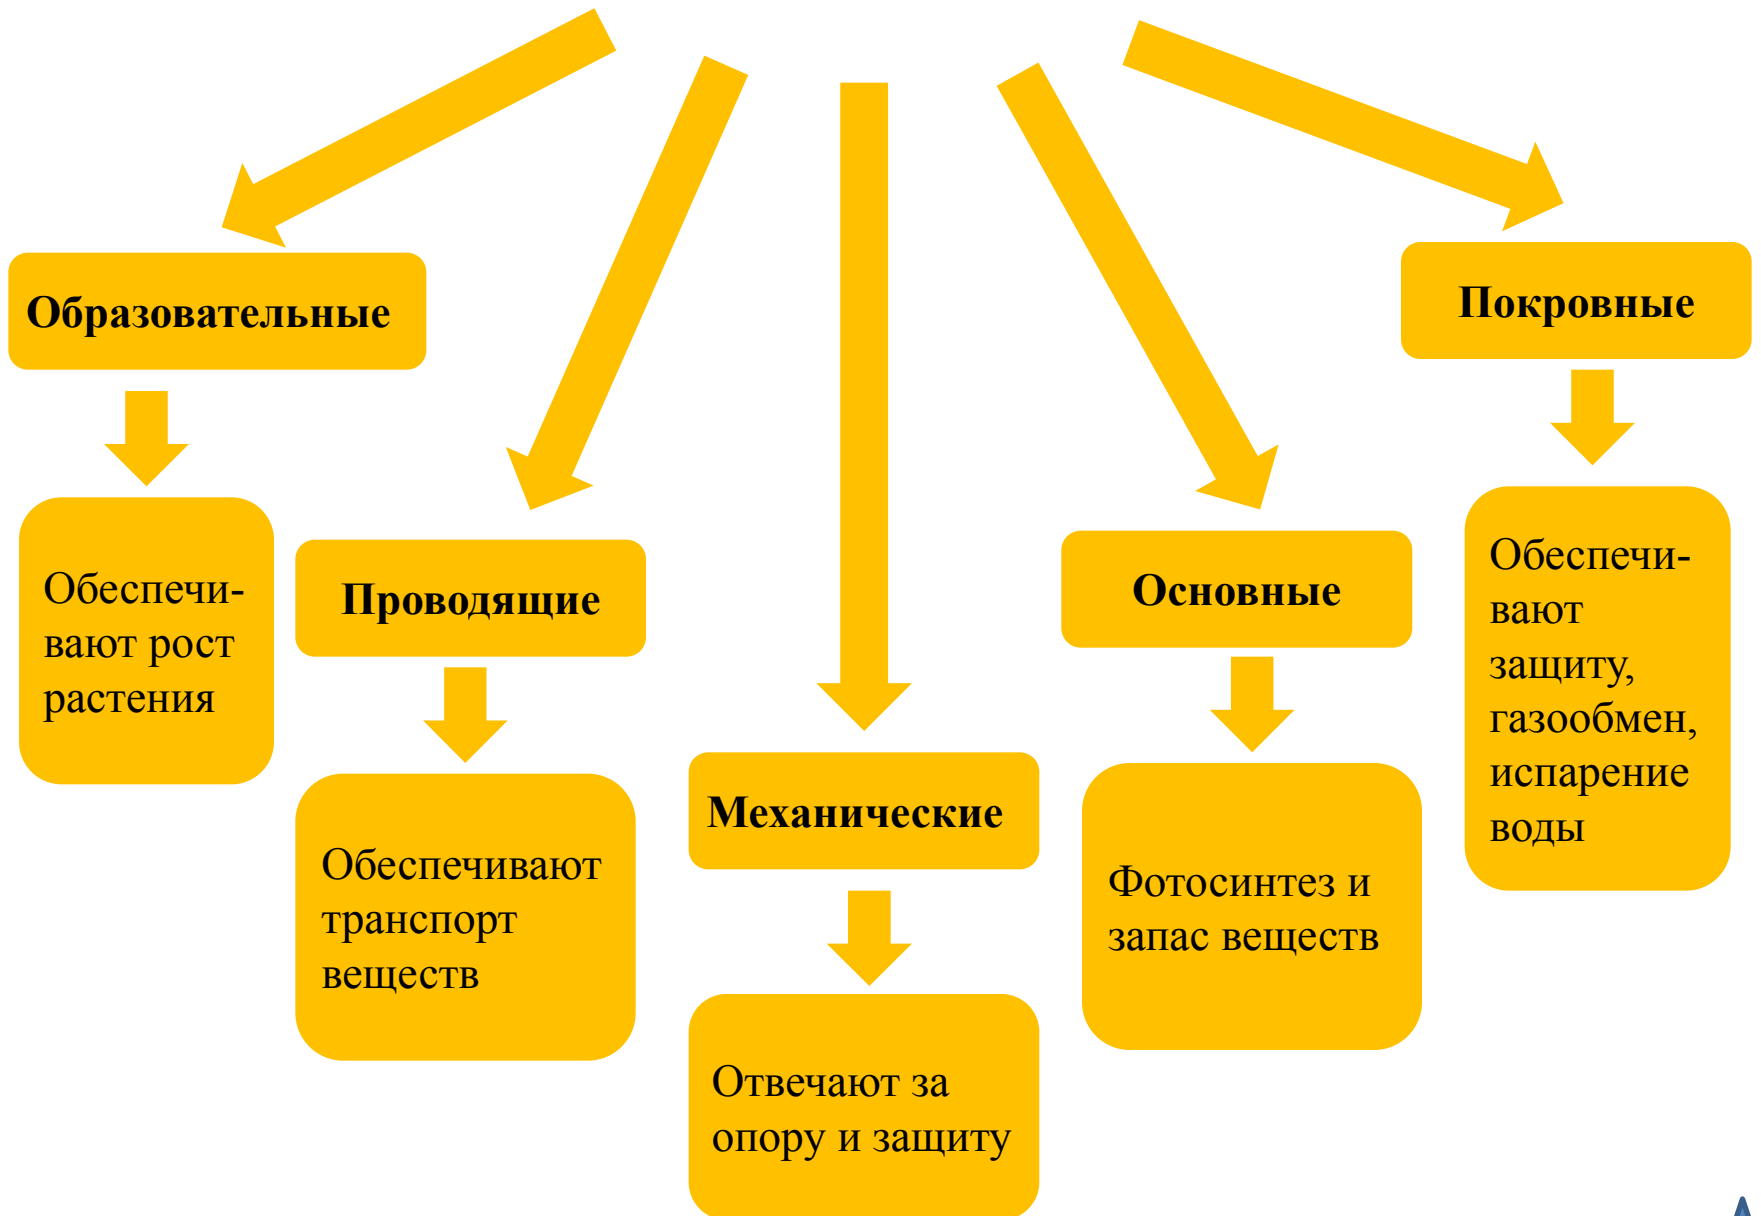 Образовательные
Обеспечи-
вают рост
растения
Проводящие
Обеспечивают
транспорт
веществ
Механические
Отвечают за
опору и защиту
Основные
Фотосинтез и
запас веществ
Покровные
Обеспечи-
вают
защиту,
газообмен,
испарение
воды